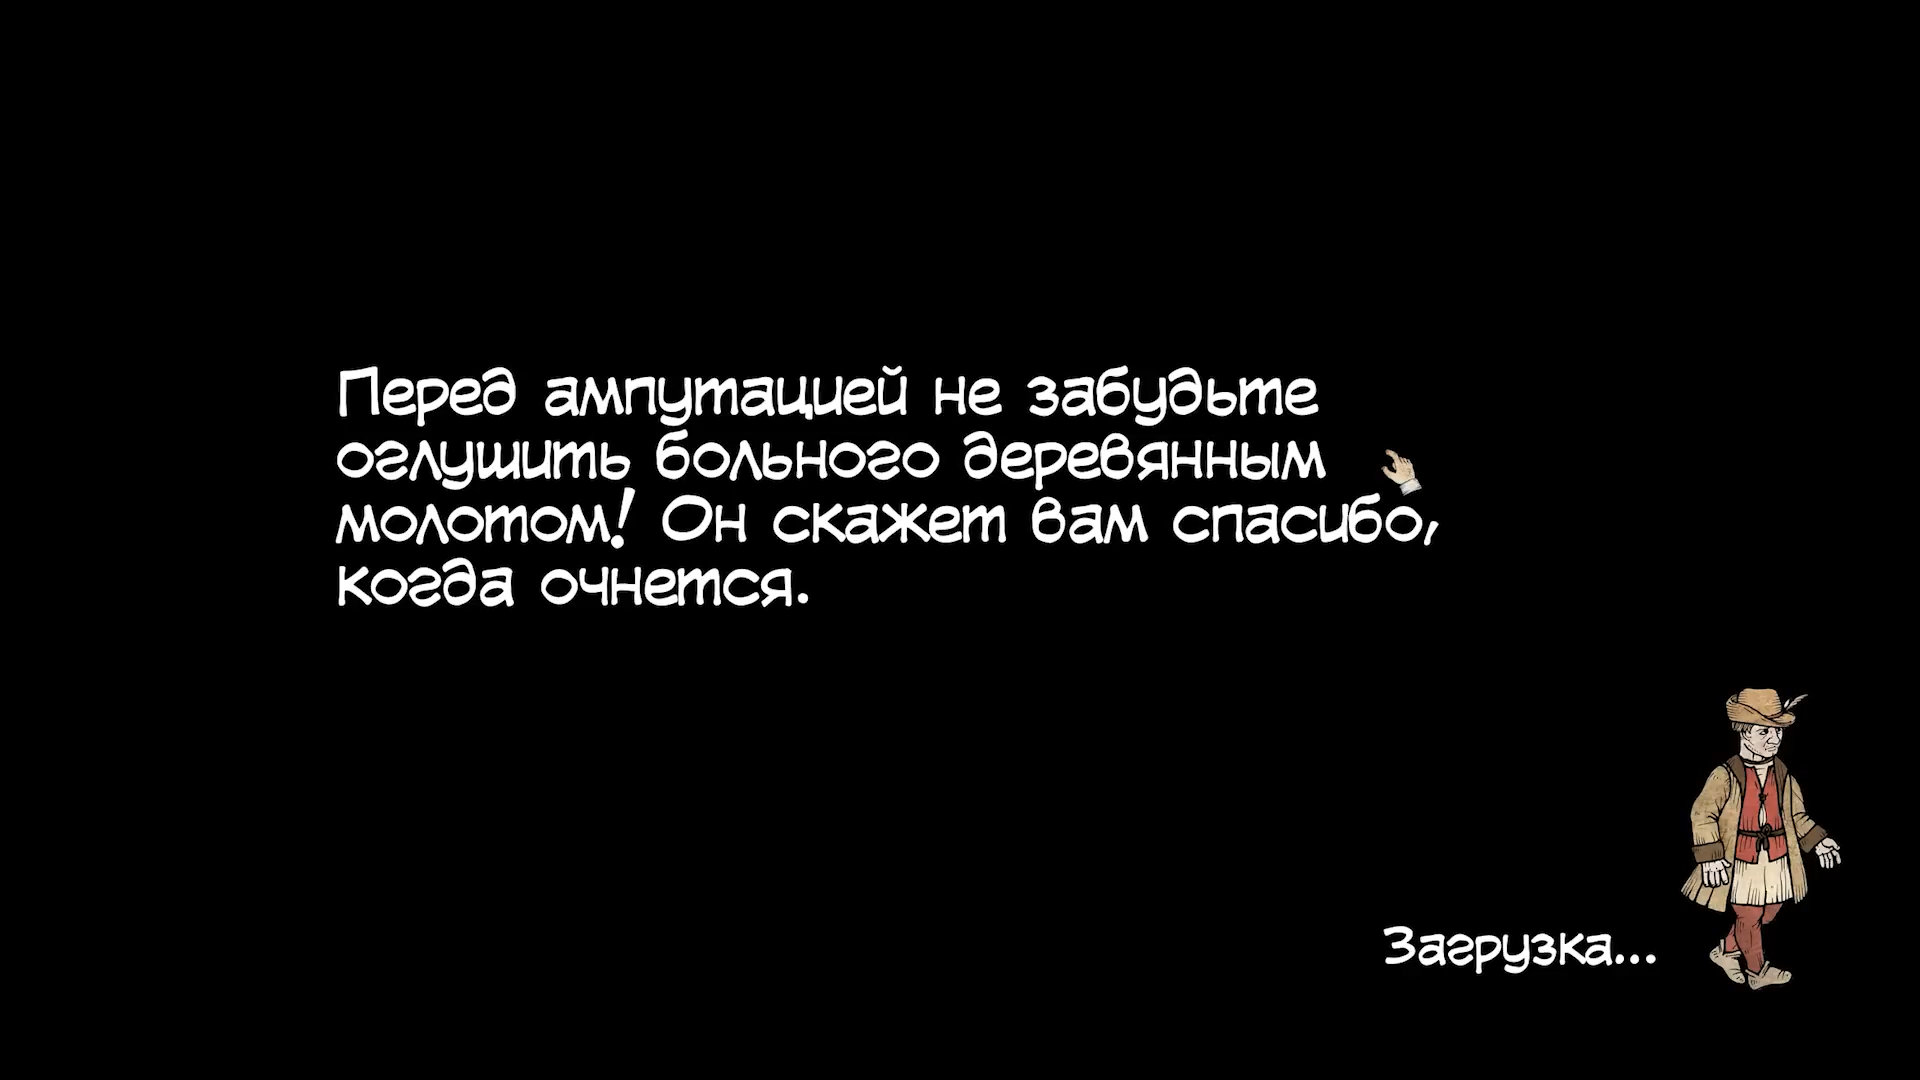 Перед ампутацией не забудьте
оглушить больного деревянным
молотом! Он скажет вам спасибо,
когда очнется.
Загрузка...